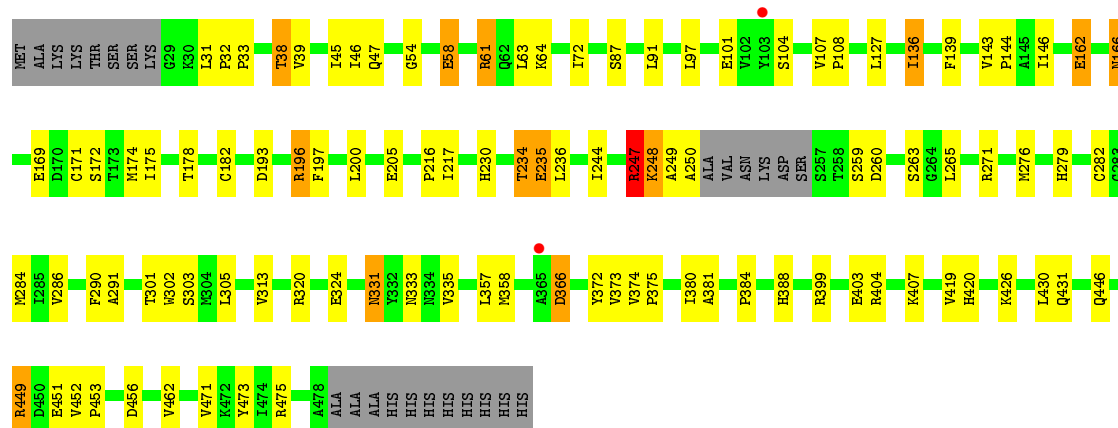 MET ALA LYS LYS THR SER SER LYS G29 K30 L31 P32 P33 T38 V39 I45 I46 Q47 G54 E58 R61 Q62 L63 K64 I72 S87 L91 L97 E101 V102 Y103 S104 V107 P108 L127 I136 F139 V143 P144 A145 I146 E162 N166
E169 D170 C171 S172 T173 M174 I175 T178 C182 D193 R196 F197 L200 E205 P216 I217 H230 T234 E235 L236 I244 R247 K248 A249 A250 ALA VAL ASN LYS ASP SER S257 T258 S259 D260 S263 G264 L265 R271 M276 H279 C282 G283
M284 I285 V286 F290 A291 T301 W302 S303 M304 L305 V313 R320 E324 N331 Y332 N333 N334 V335 L357 M358 A365 D366 Y372 V373 V374 P375 I380 A381 P384 H388 R399 E403 R404 K407 V419 H420 K426 L430 Q431 Q446
R449 D450 E451 V452 P453 D456 V462 V471 K472 Y473 I474 R475 A478 ALA ALA ALA HIS HIS HIS HIS HIS HIS HIS HIS